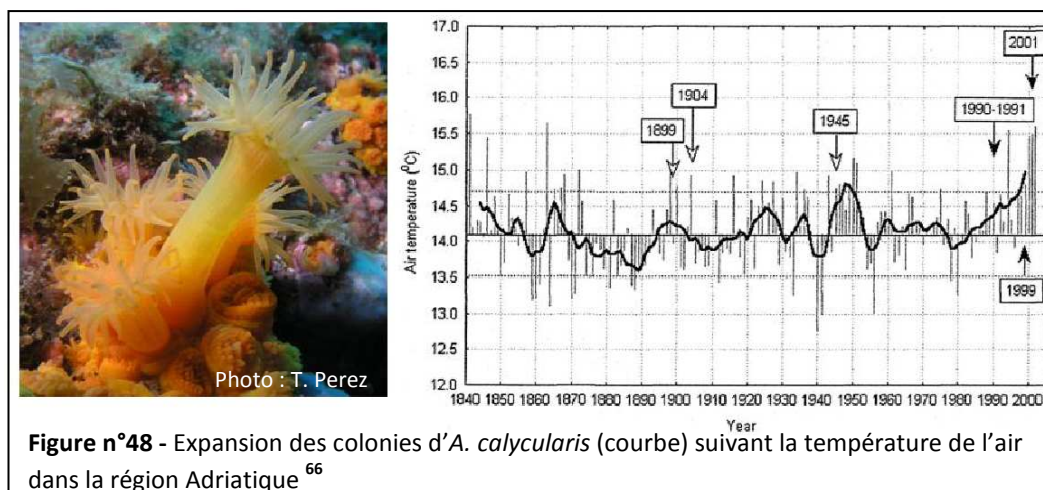 Photo : T. Perez
17.0
16.5
16.0
15.5
15.0
14.5
14.0
13.5
13.0
12.5
12.0
Air temperature (°C)
1899
1904
1945
1990-1991
2001
1999
1840 1850 1860 1870 1880 1890 1900 1910 1920 1930 1940 1950 1960 1970 1980 1990 2000
Year
Figure n°48 - Expansion des colonies d'A. calycularis (courbe) suivant la température de l'air
dans la région Adriatique 66